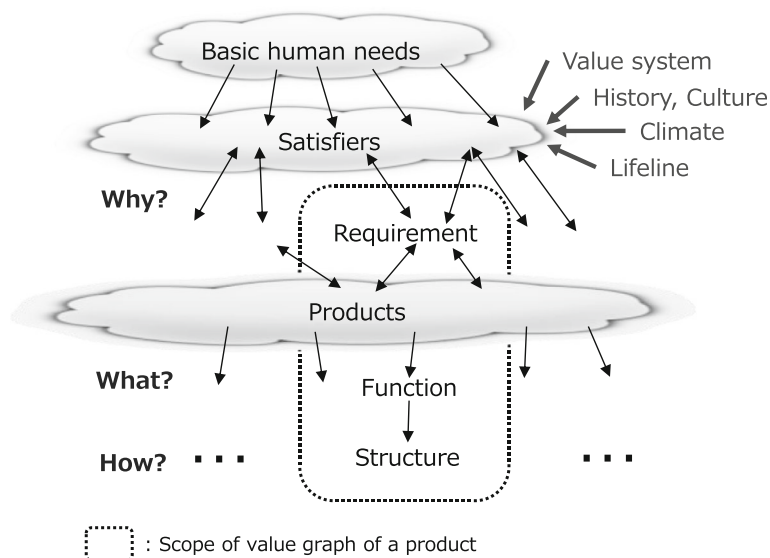 Basic human needs
Value system
History, Culture
Climate
Lifeline
Satisfiers
Why?
Requirement
Products
What?
Function
How?
...
Structure
...
: Scope of value graph of a product